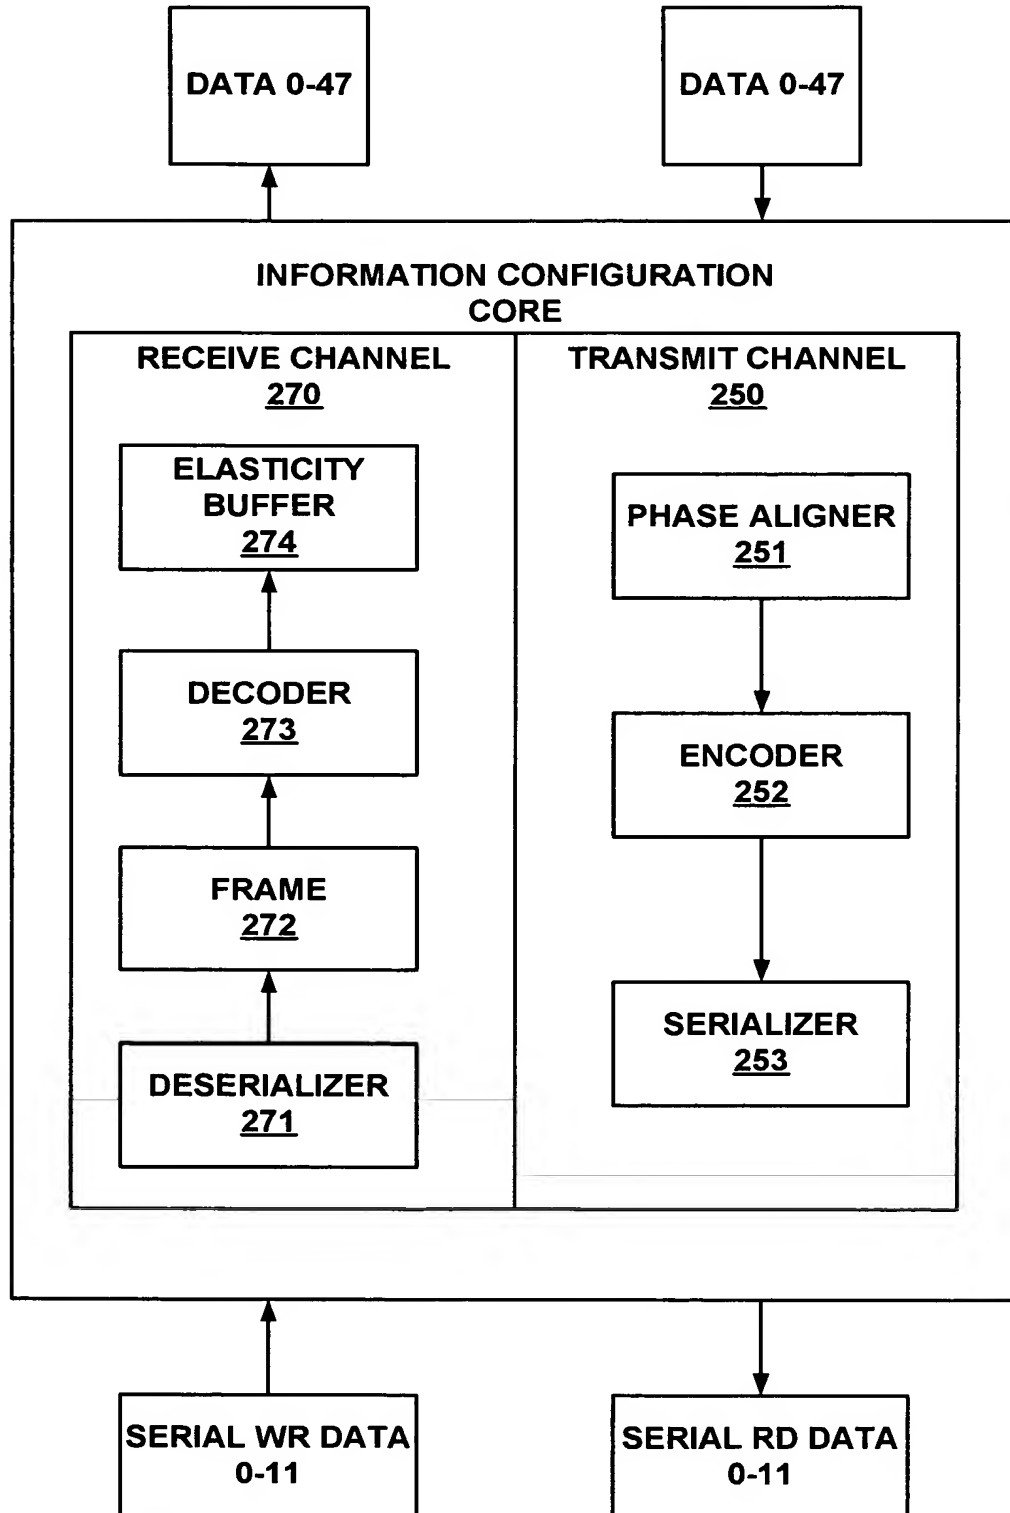 DATA 0-47
DATA 0-47
INFORMATION CONFIGURATION
CORE
RECEIVE CHANNEL
270
TRANSMIT CHANNEL
250
ELASTICITY
BUFFER
274
PHASE ALIGNER
251
DECODER
273
ENCODER
252
FRAME
272
SERIALIZER
253
DESERIALIZER
271
SERIAL WR DATA
0-11
SERIAL RD DATA
0-11